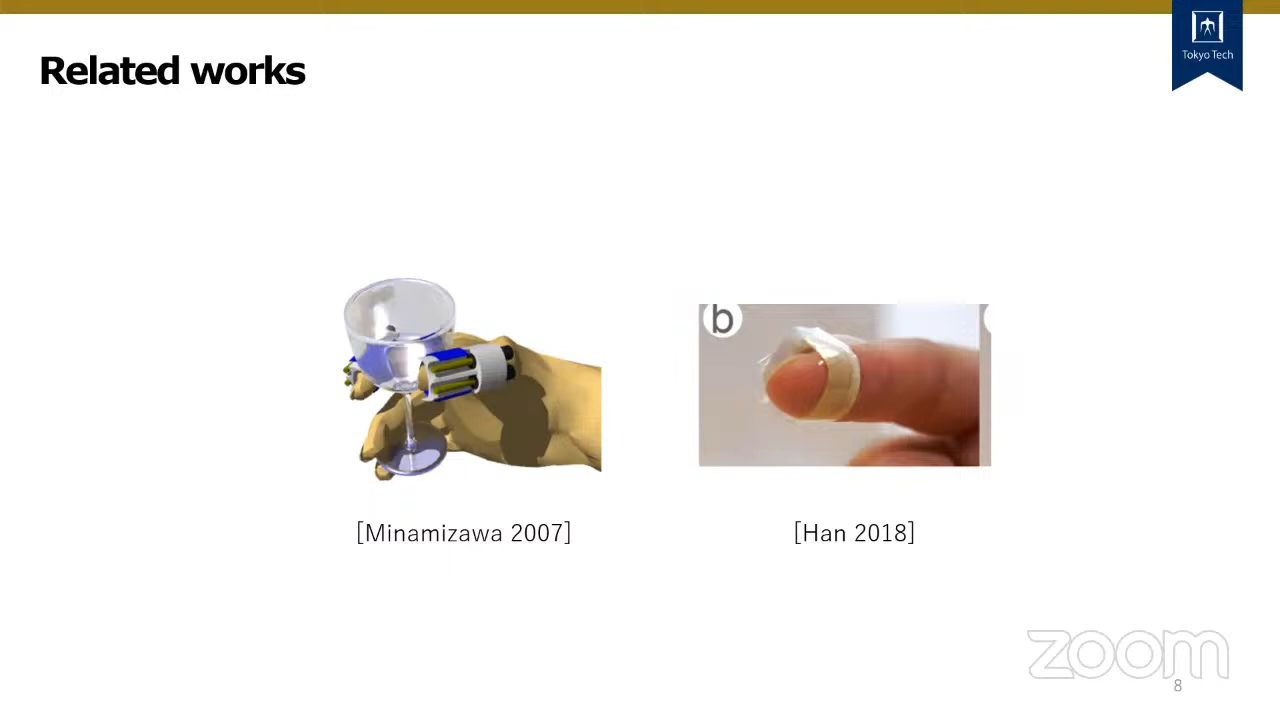 Tokyo Tech
Related works
b
[Minamizawa 2007]
[Han 2018]
zoom
8